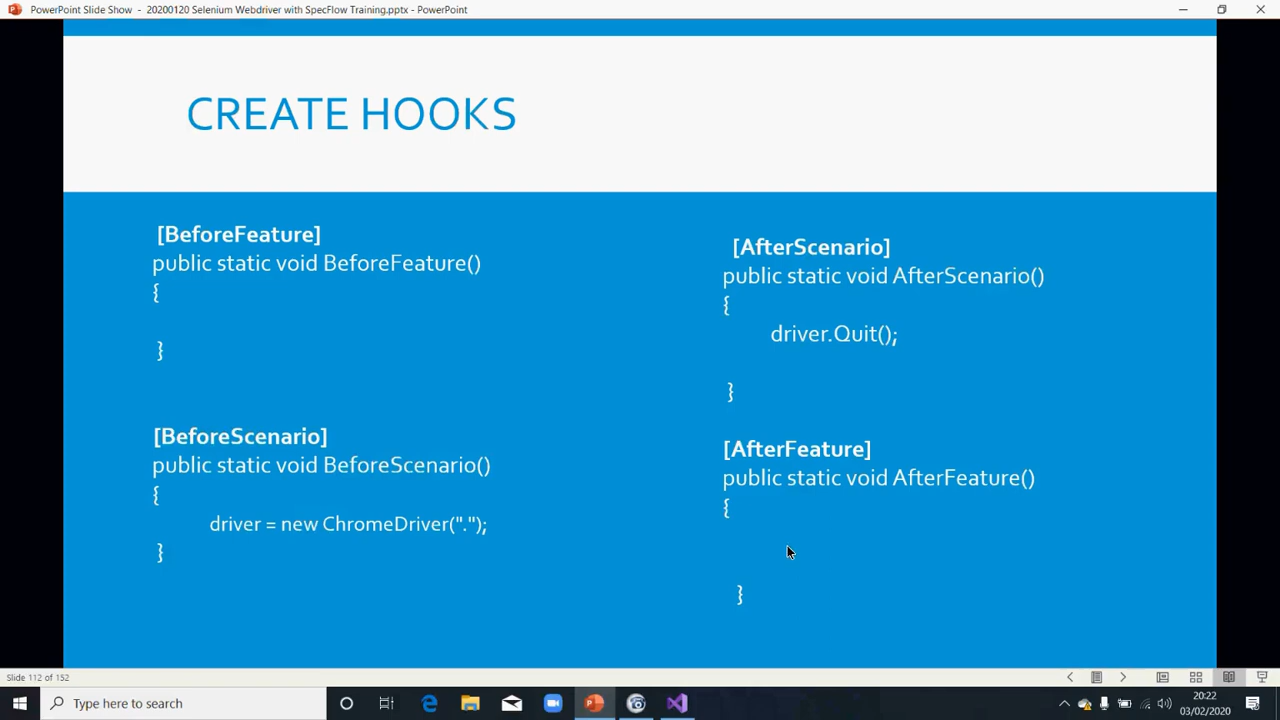 PowerPoint Slide Show - 20200120 Selenium Webdriver with SpecFlow Training.pptx - PowerPoint
CREATE HOOKS
[BeforeFeature]
public static void BeforeFeature()
{
}
[BeforeScenario]
public static void BeforeScenario()
{
driver = new ChromeDriver(".");
}
[AfterScenario]
public static void AfterScenario()
{
driver.Quit();
}
[AfterFeature]
public static void AfterFeature()
{
}
Slide 112 of 152
Type here to search
20:22
03/02/2020